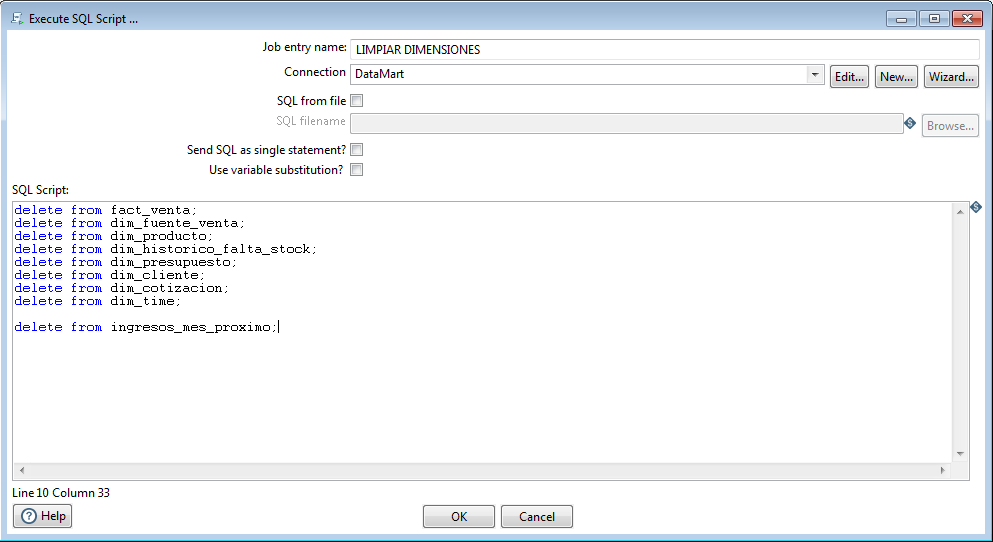 Execute SQL Script ...
Job entry name: LIMPIAR DIMENSIONES
Connection DataMart Edit... New... Wizard...
SQL from file
SQL filename Browse...
Send SQL as single statement?
Use variable substitution?
SQL Script:
delete from fact_venta;
delete from dim_fuente_venta;
delete from dim_producto;
delete from dim_historico_falta_stock;
delete from dim_presupuesto;
delete from dim_cliente;
delete from dim_cotizacion;
delete from dim_time;
delete from ingresos_mes_proximo;
Line 10 Column 33
Help OK Cancel